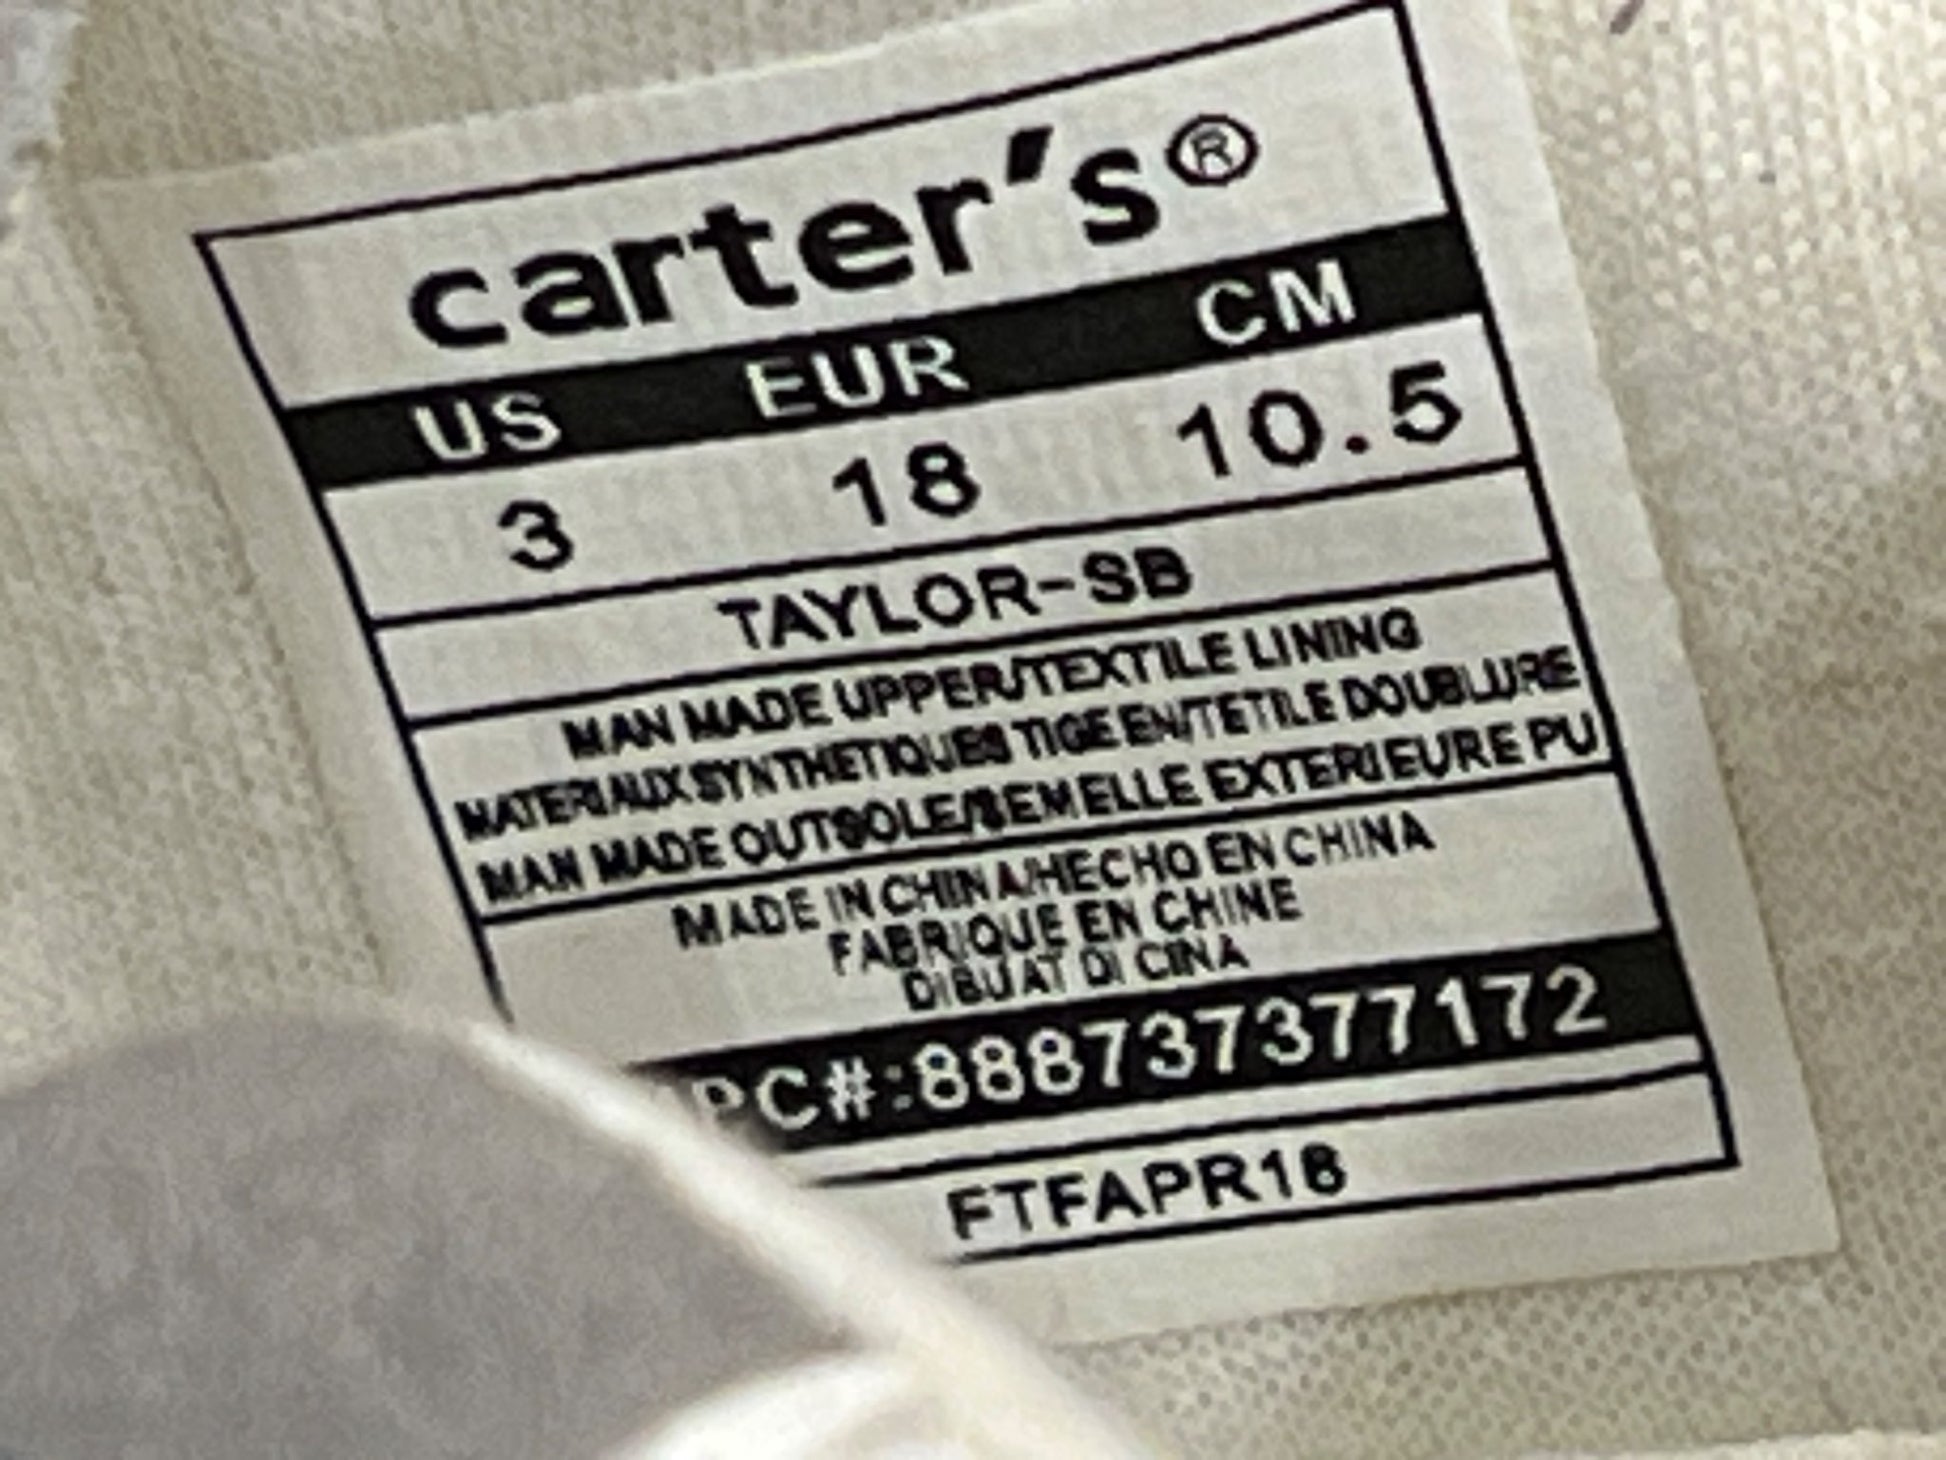 carter's®
US EUR CM
3 18 10.5
TAYLOR-SB
MAN MADE UPPER/TEXTILE LINING
MATERIAUX SYNTHETIQUES TIGE EN/TETILE DOUBLURE
MAN MADE OUTSOLE/SEMELLE EXTERIEURE PU
MADE IN CHINA/HECHO EN CHINA
FABRIQUE EN CHINE
DIBUAT DI CINA
PC#:888737377172
FTFAPR18